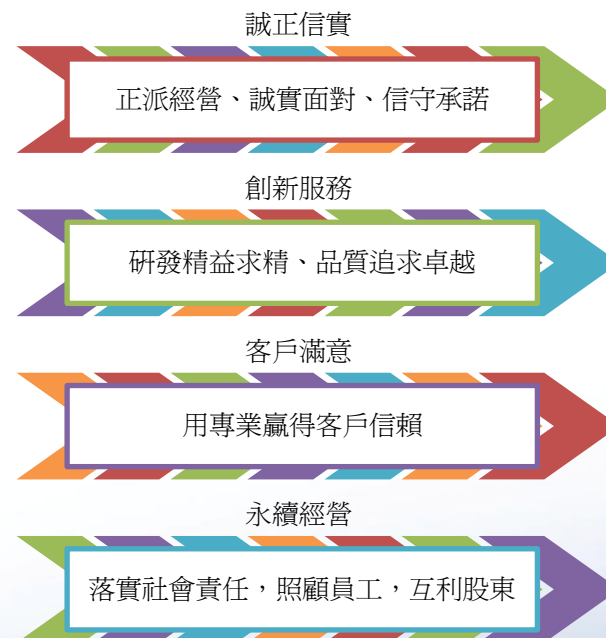 誠正信實
正派經營、誠實面對、信守承諾
創新服務
研發精益求精、品質追求卓越
客戶滿意
用專業贏得客戶信賴
永續經營
落實社會責任，照顧員工，互利股東